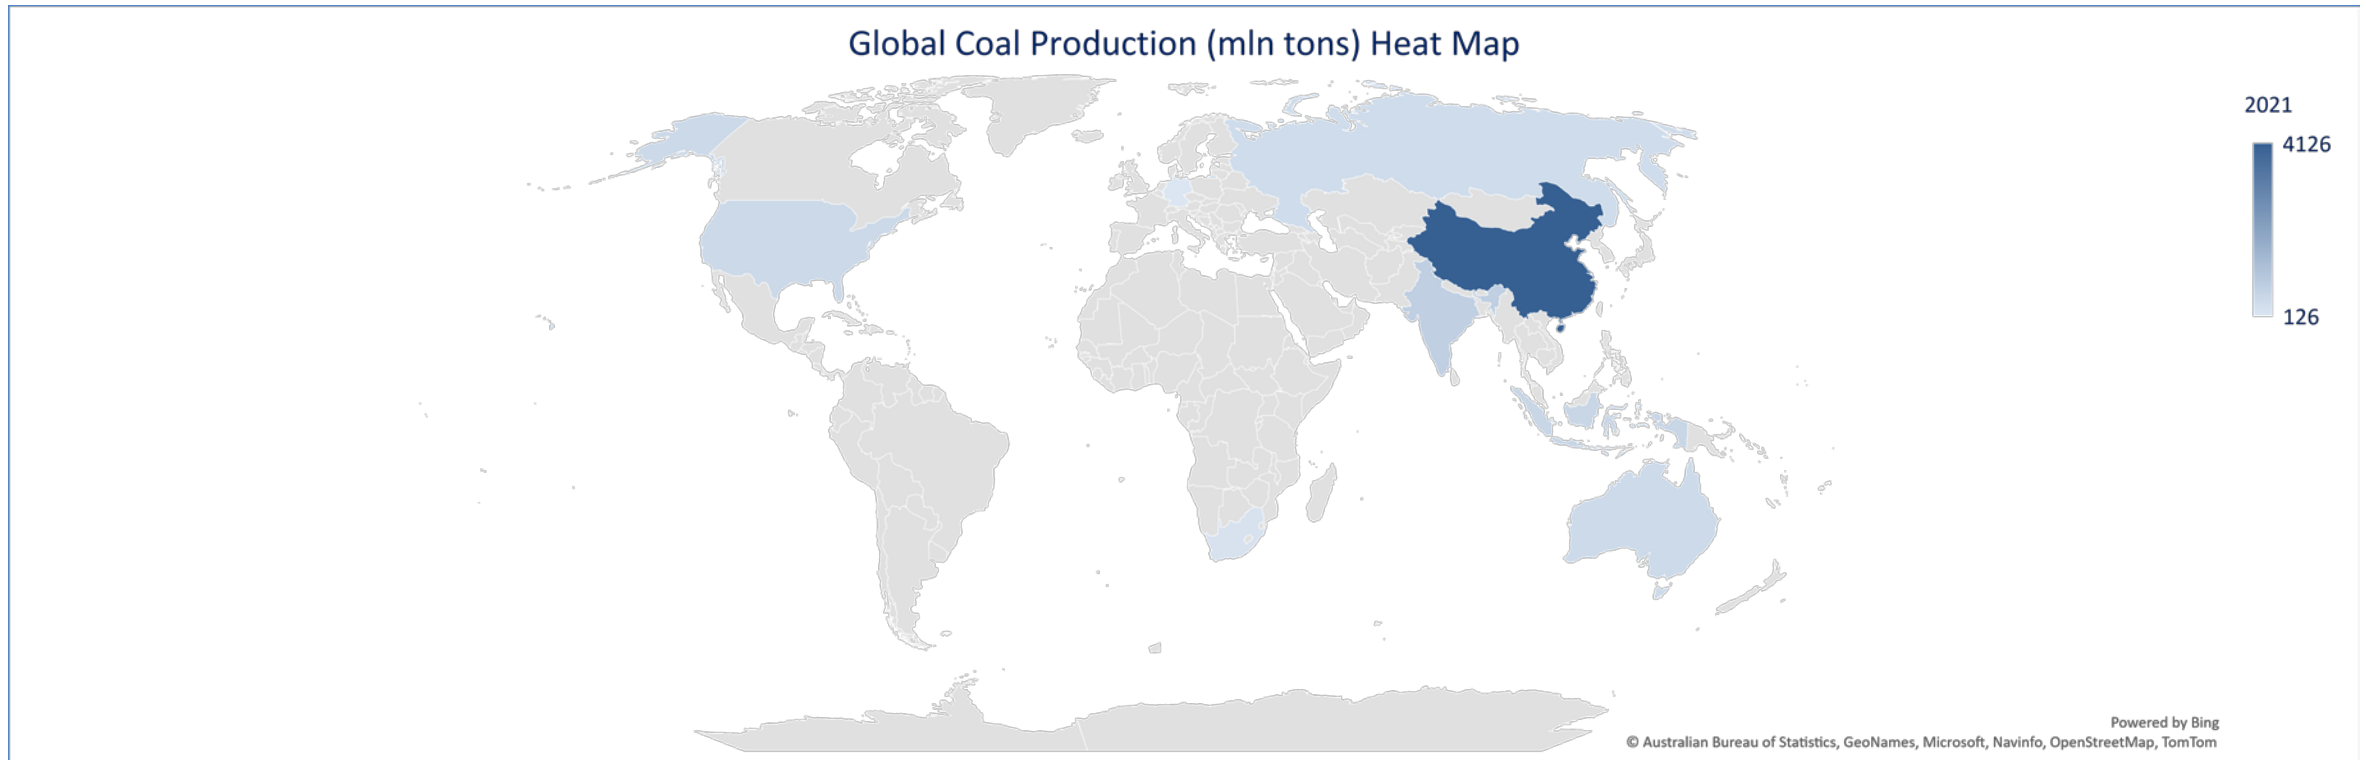 Global Coal Production (mln tons) Heat Map
2021
4126
126
Powered by Bing
© Australian Bureau of Statistics, GeoNames, Microsoft, Navinfo, OpenStreetMap, TomTom